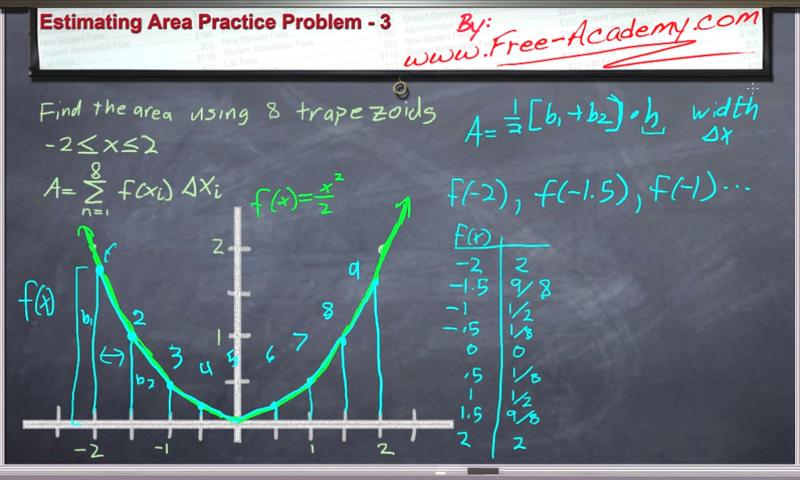 Estimating Area Practice Problem - 3
By:
www.Free-Academy.com
Find the area using 8 trapezoids
-2 ≤ x ≤ 2
A = 8 Σ n=1 f(xi) Δxi
f(x) = x²/2
A = 1/2 [b₁ + b₂] · h width
Δx
f(-2), f(-1.5), f(-1) ...
f(x)
-2 2
-1.5 9/8
-1 1/2
-.5 1/8
0 0
.5 1/8
1 1/2
1.5 9/8
2 2
f(x)
b₁
b₂
1 2 3 4 5 6 7 8 9
2
1
-2 -1 1 2